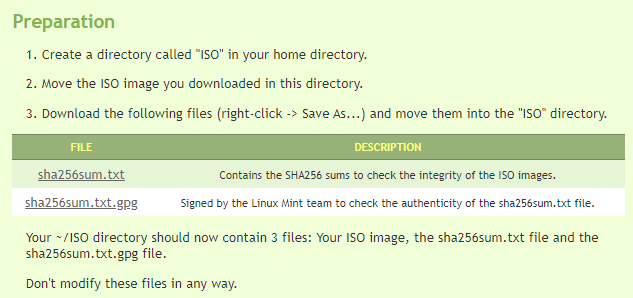 Preparation
1. Create a directory called "ISO" in your home directory.
2. Move the ISO image you downloaded in this directory.
3. Download the following files (right-click -> Save As...) and move them into the "ISO" directory.
FILE DESCRIPTION
sha256sum.txt Contains the SHA256 sums to check the integrity of the ISO images.
sha256sum.txt.gpg Signed by the Linux Mint team to check the authenticity of the sha256sum.txt file.
Your ~/ISO directory should now contain 3 files: Your ISO image, the sha256sum.txt file and the
sha256sum.txt.gpg file.
Don't modify these files in any way.